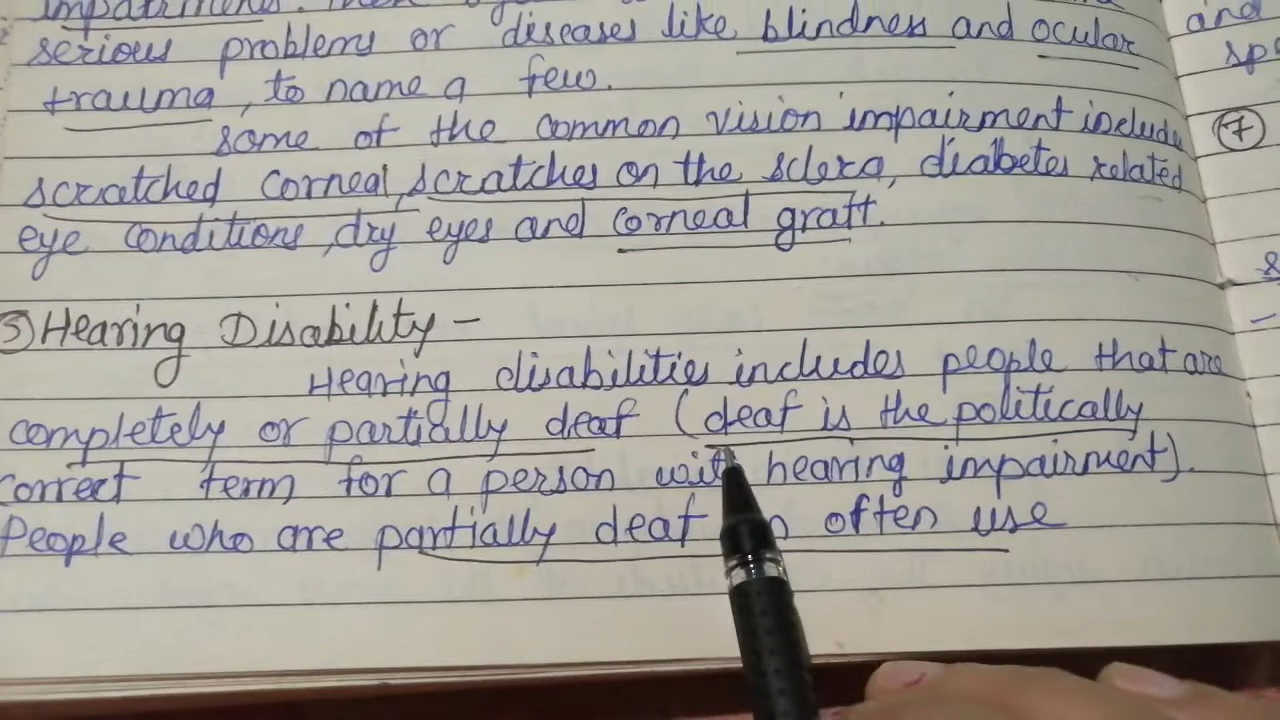 serious problems or diseases like blindness and ocular
trauma, to name a few.
some of the common vision impairment include
scratched corneal, scratches on the sclera, diabetes related
eye conditions, dry eyes and corneal graft.
3) Hearing Disability -
Hearing disabilities includes people that are
completely or partially deaf (deaf is the politically
correct term for a person with hearing impairment).
People who are partially deaf often use
and
7